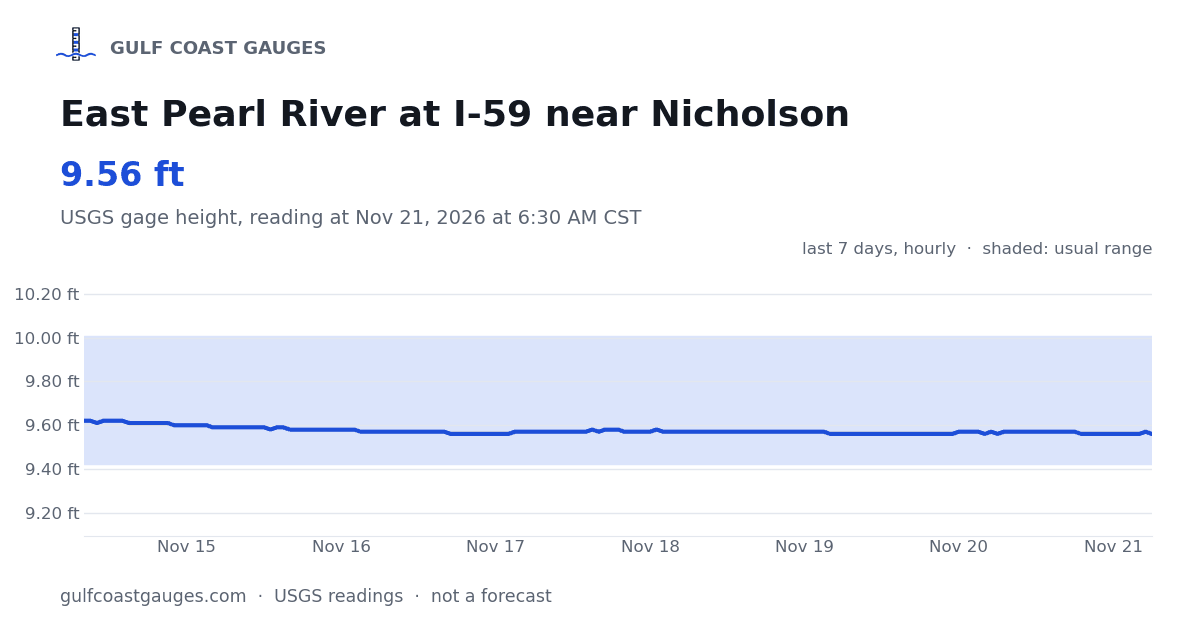 GULF COAST GAUGES
East Pearl River at I-59 near Nicholson
9.56 ft
USGS gage height, reading at Nov 21, 2026 at 6:30 AM CST
last 7 days, hourly · shaded: usual range
10.20 ft
10.00 ft
9.80 ft
9.60 ft
9.40 ft
9.20 ft
Nov 15 Nov 16 Nov 17 Nov 18 Nov 19 Nov 20 Nov 21
gulfcoastgauges.com · USGS readings · not a forecast